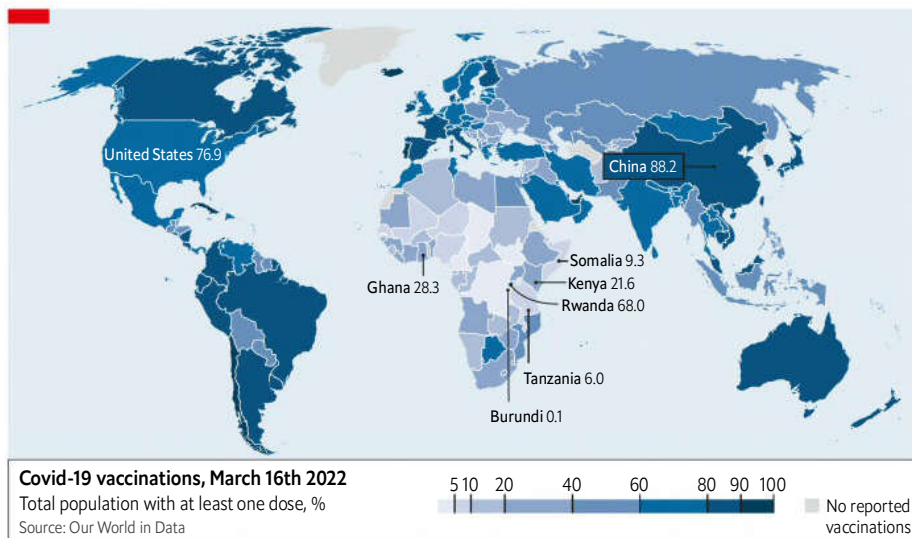 United States 76.9
China 88.2
Somalia 9.3
Ghana 28.3
Kenya 21.6
Rwanda 68.0
Tanzania 6.0
Burundi 0.1
Covid-19 vaccinations, March 16th 2022
Total population with at least one dose, %
Source: Our World in Data
5 10 20 40 60 80 90 100
No reported
vaccinations